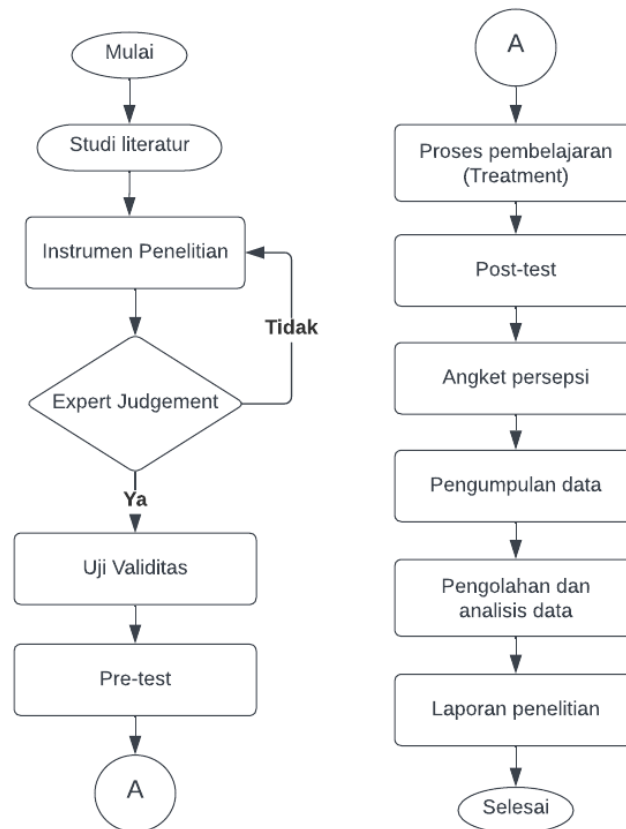 Mulai
Studi literatur
Instrumen Penelitian
Tidak
Expert Judgement
Ya
Uji Validitas
Pre-test
A
A
Proses pembelajaran
(Treatment)
Post-test
Angket persepsi
Pengumpulan data
Pengolahan dan
analisis data
Laporan penelitian
Selesai